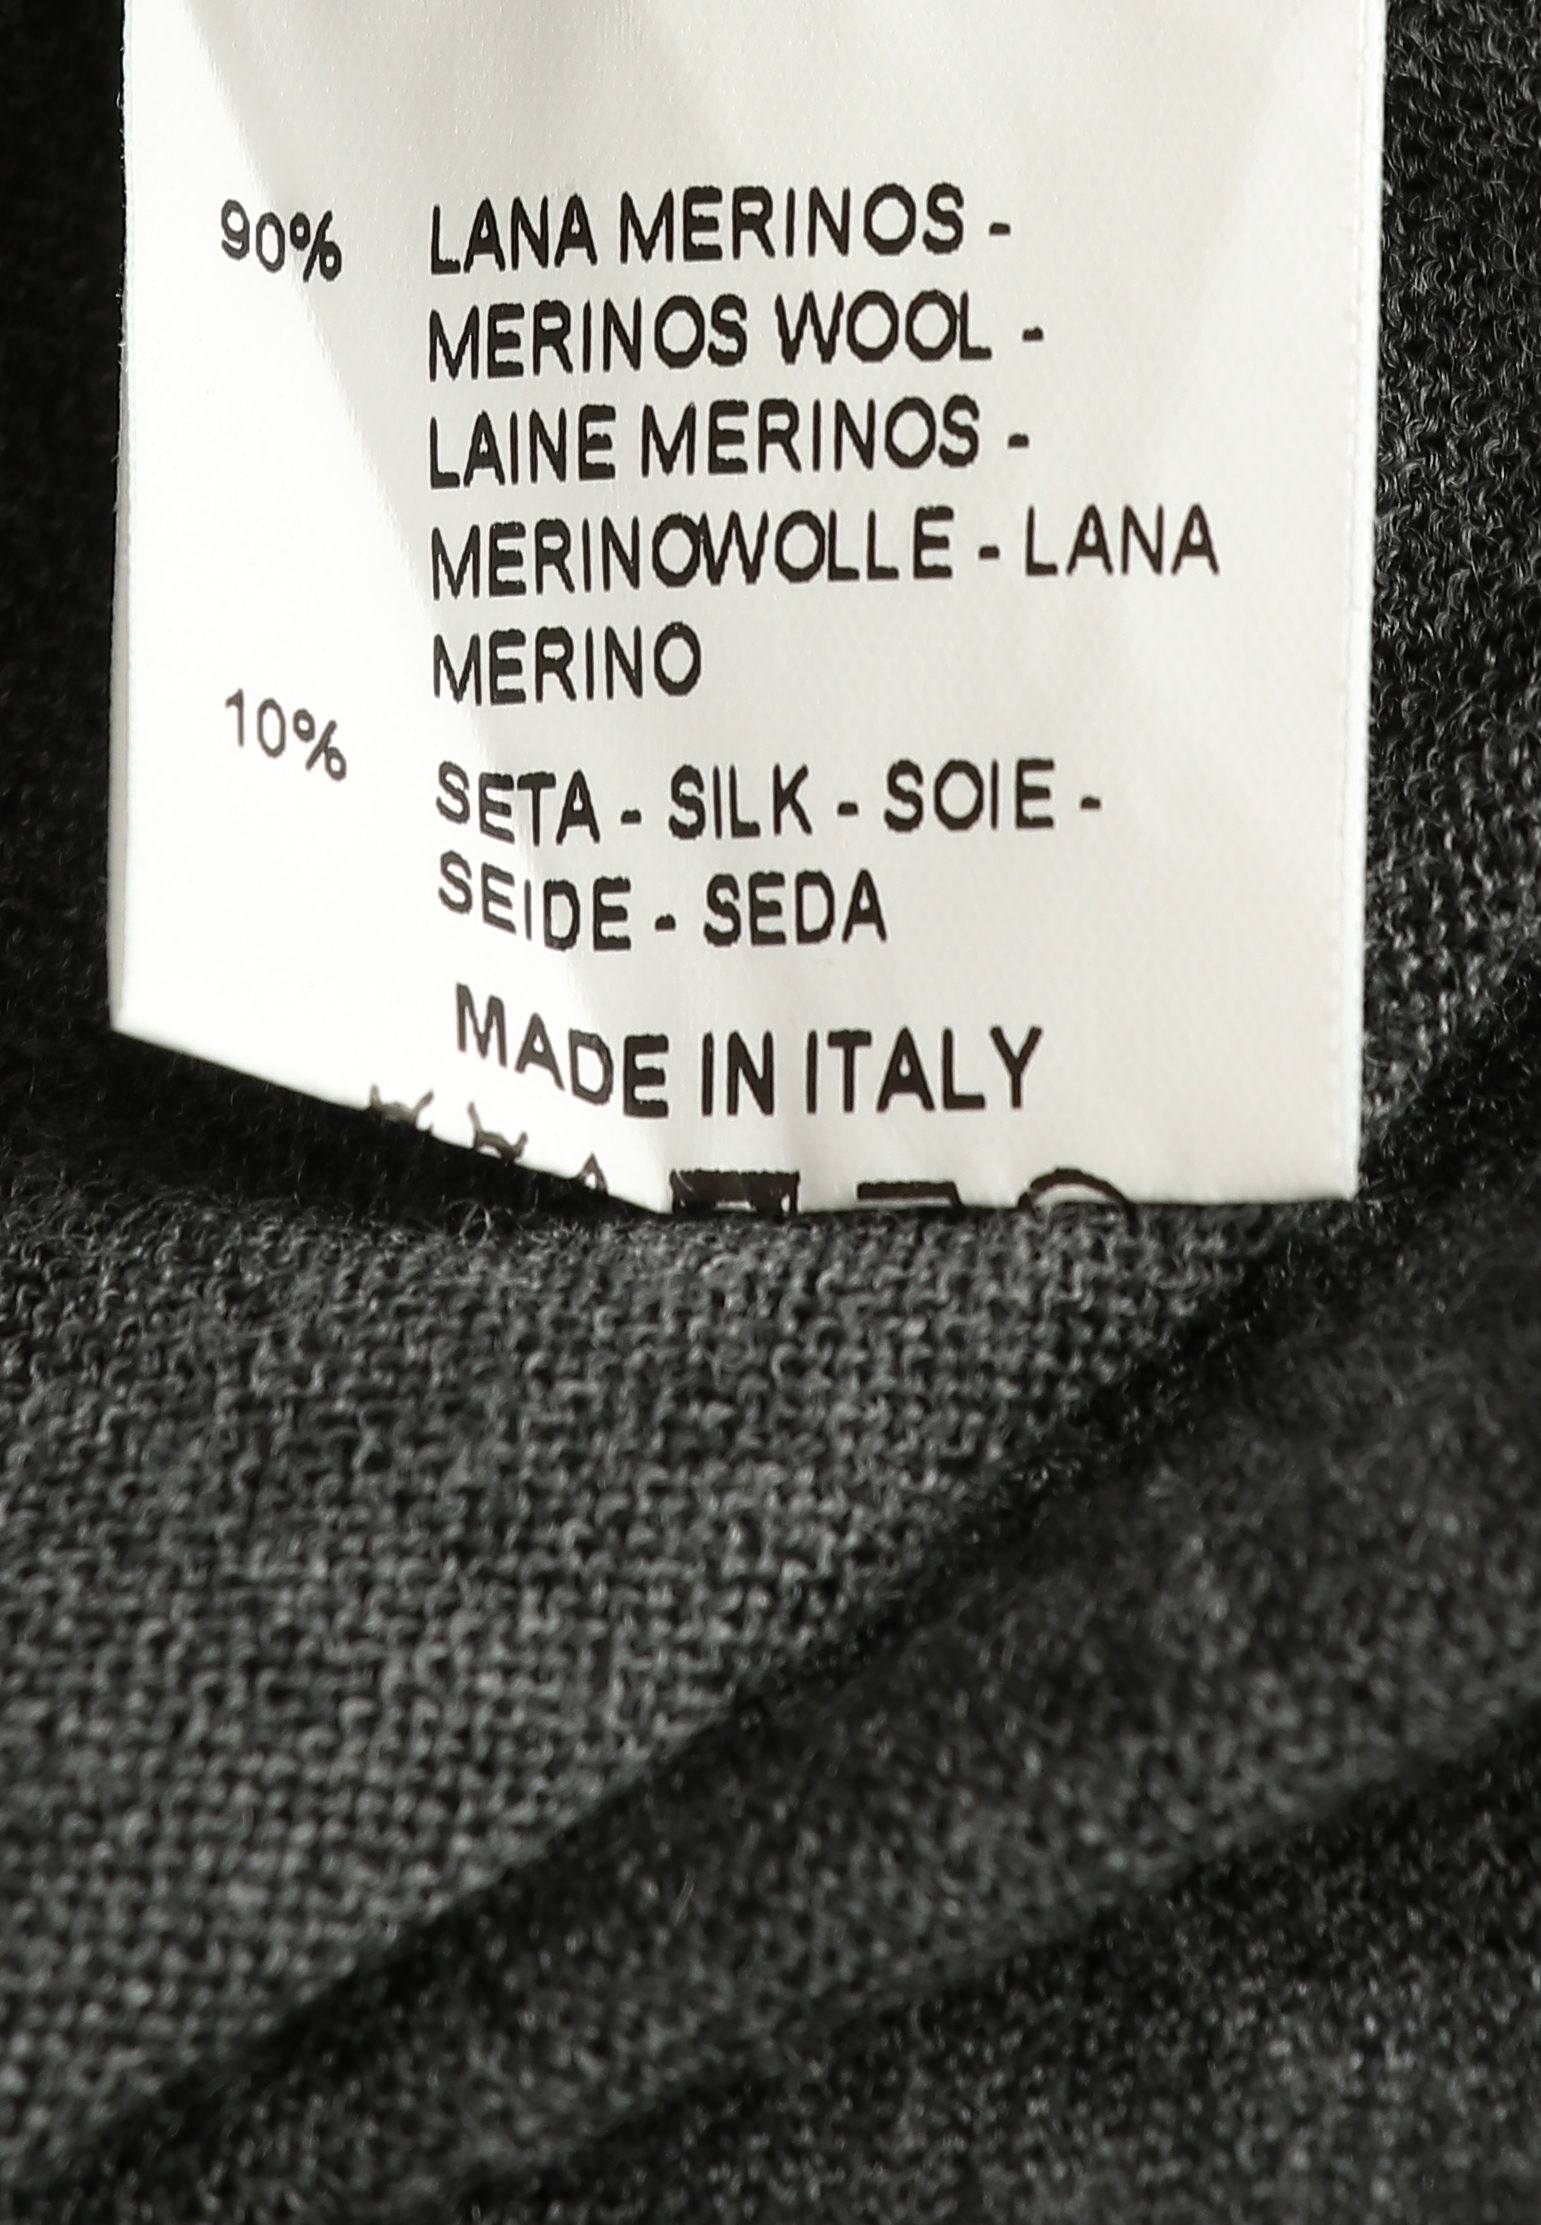 90% LANA MERINOS -
MERINOS WOOL -
LAINE MERINOS -
MERINOWOLLE - LANA
MERINO
10% SETA - SILK - SOIE -
SEIDE - SEDA
MADE IN ITALY